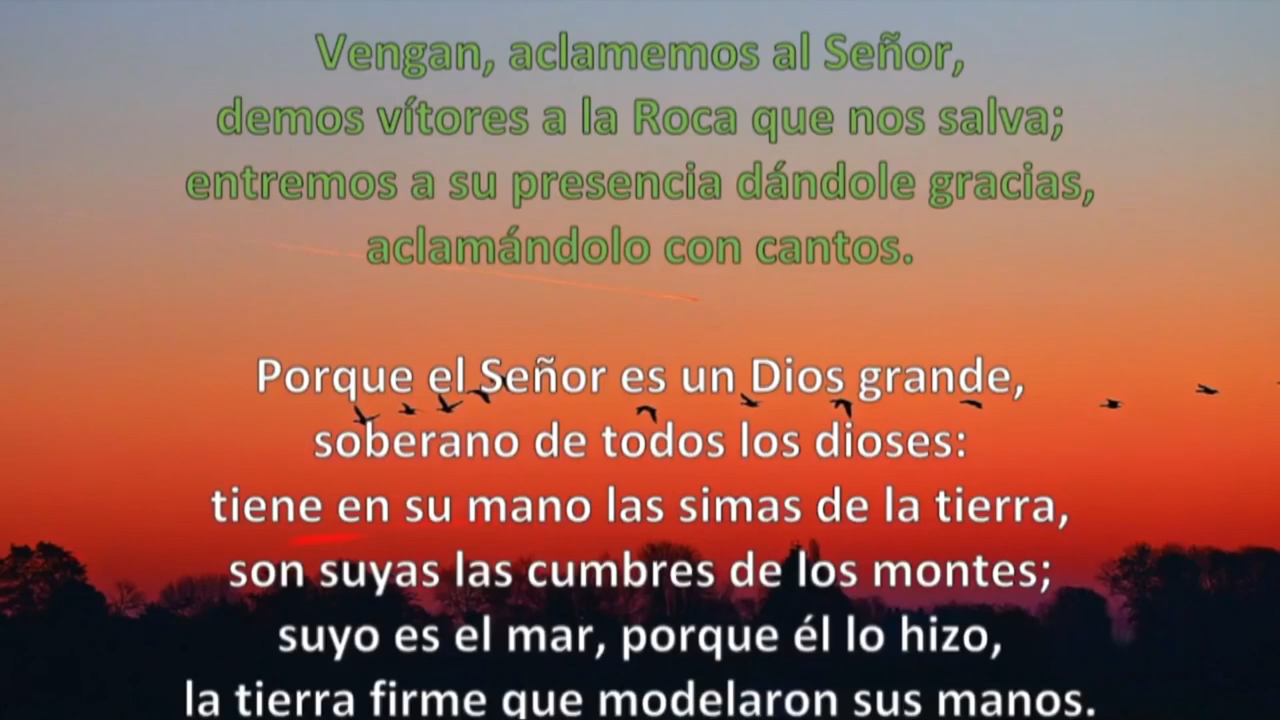 Vengan, aclamemos al Señor,
demos vítores a la Roca que nos salva;
entremos a su presencia dándole gracias,
aclamándolo con cantos.
Porque el Señor es un Dios grande,
soberano de todos los dioses:
tiene en su mano las simas de la tierra,
son suyas las cumbres de los montes;
suyo es el mar, porque él lo hizo,
la tierra firme que modelaron sus manos.